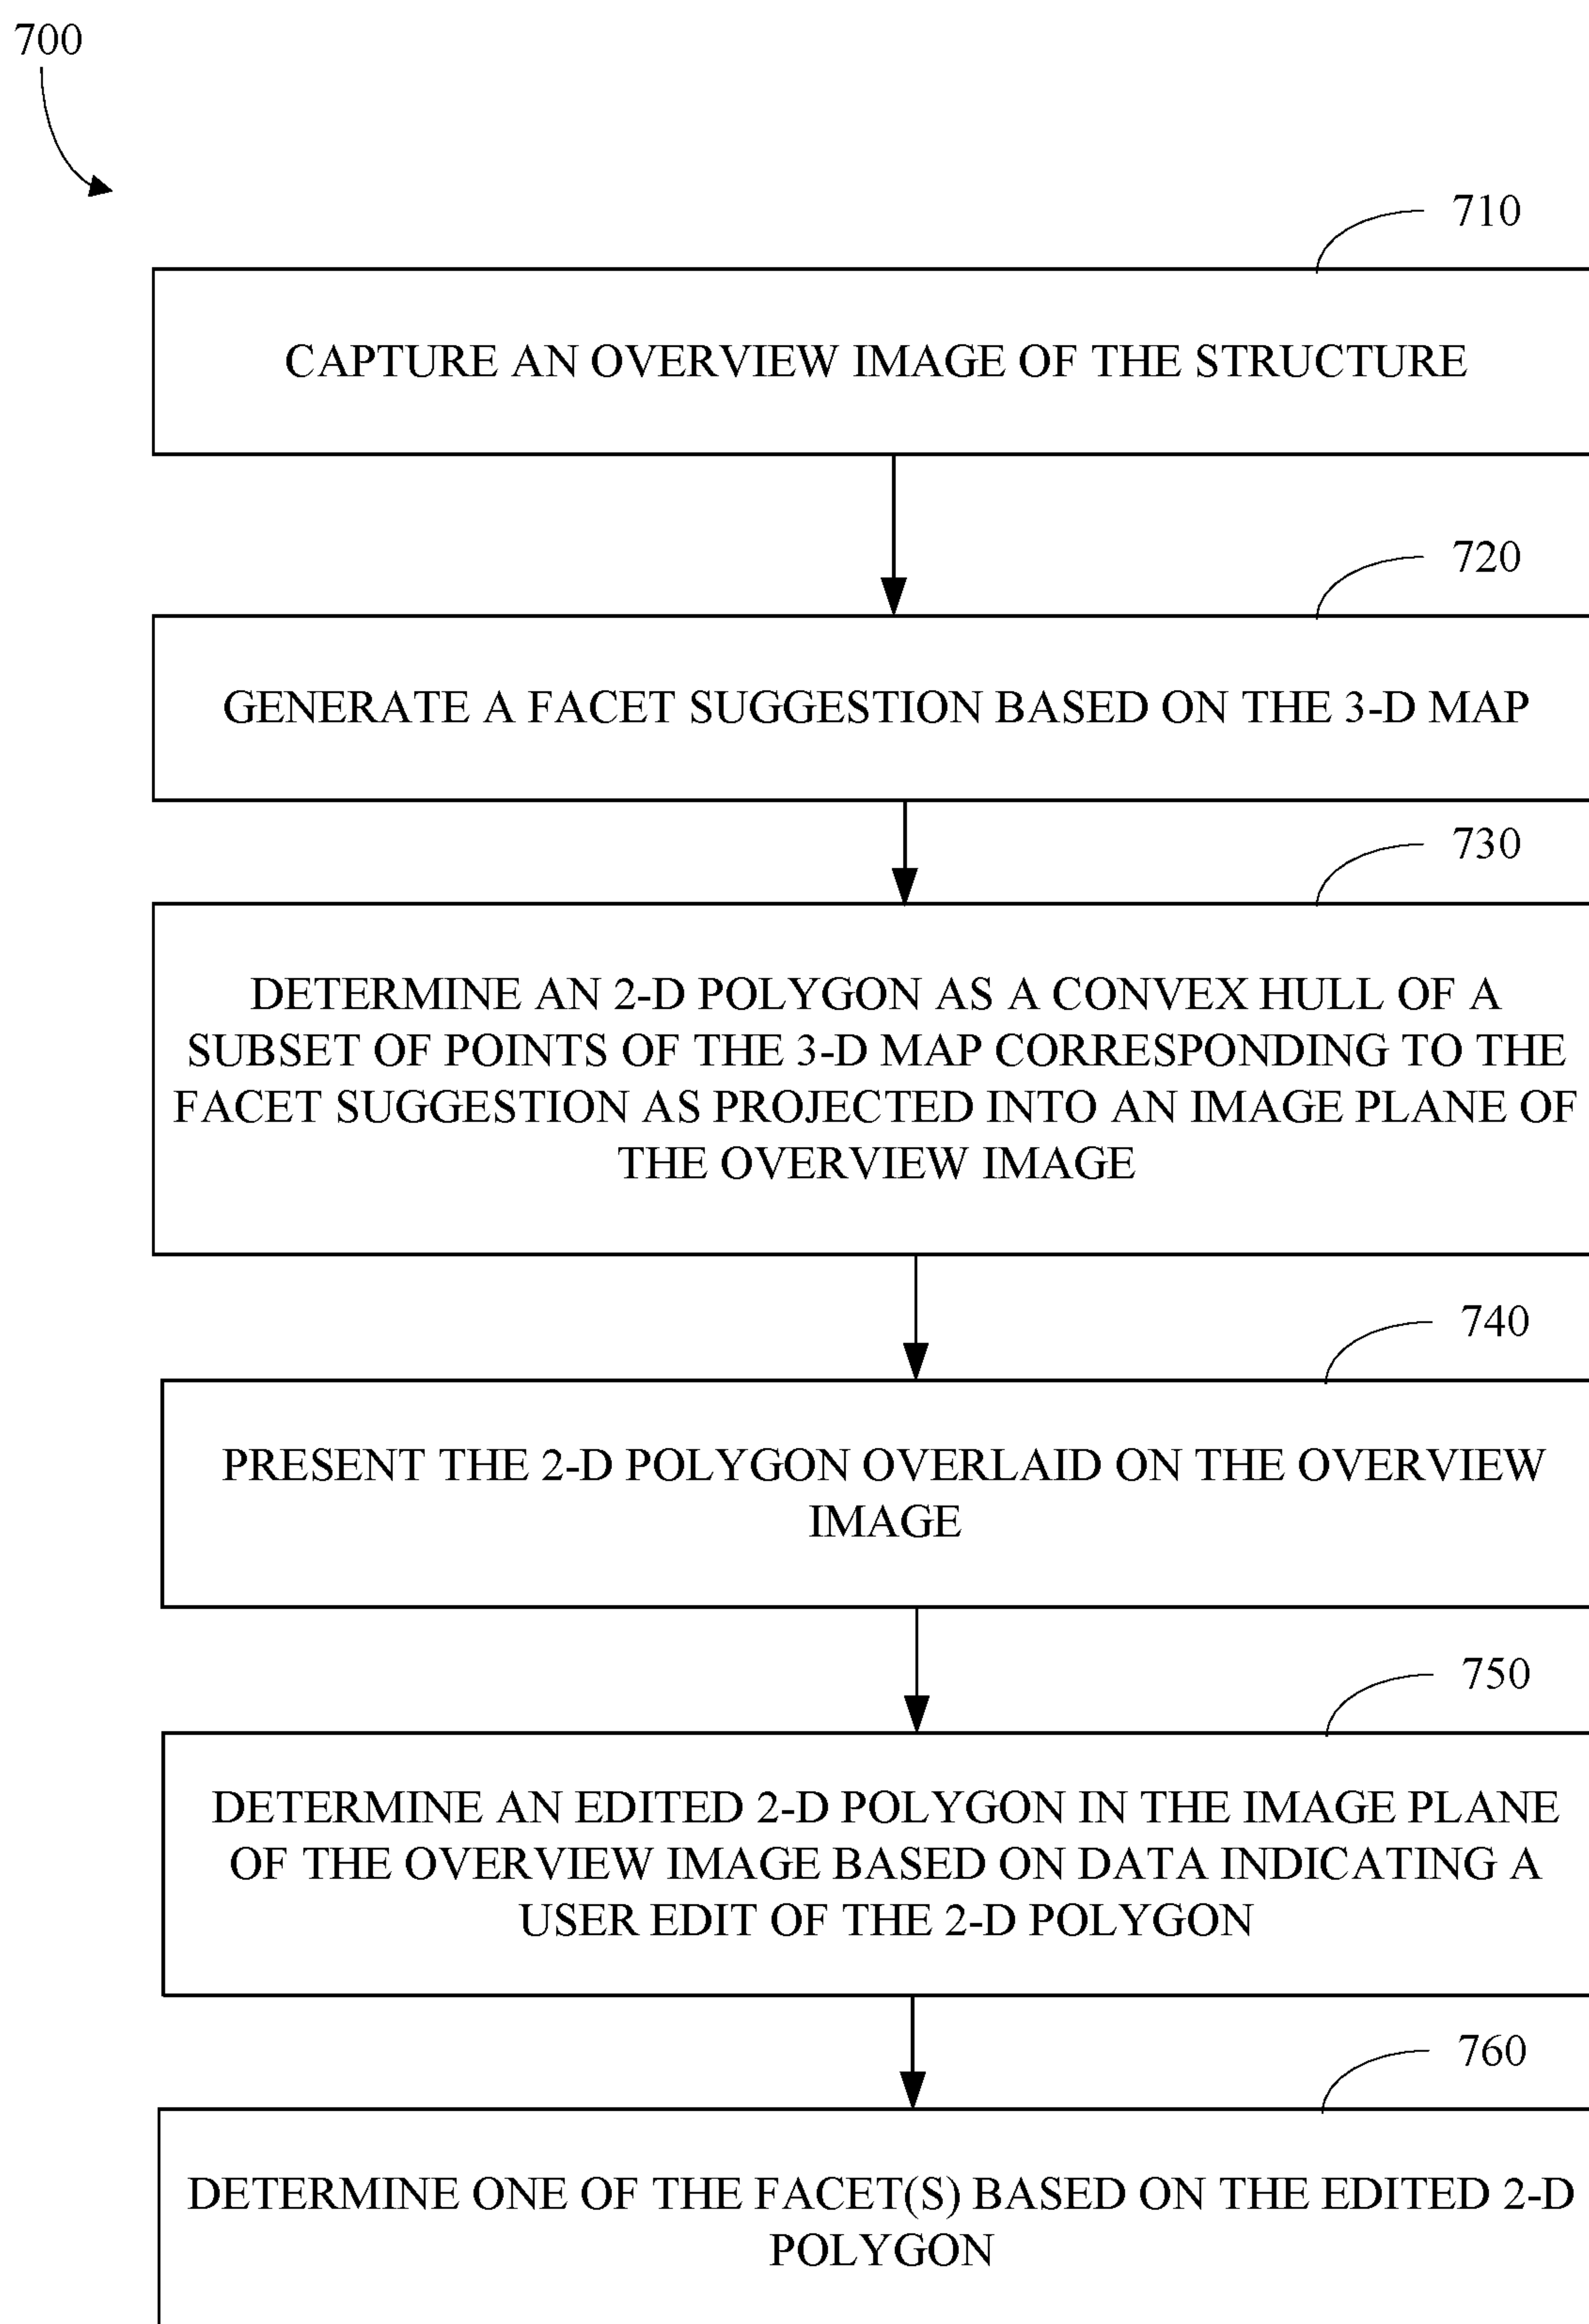 700
710
CAPTURE AN OVERVIEW IMAGE OF THE STRUCTURE
720
GENERATE A FACET SUGGESTION BASED ON THE 3-D MAP
730
DETERMINE AN 2-D POLYGON AS A CONVEX HULL OF A
SUBSET OF POINTS OF THE 3-D MAP CORRESPONDING TO THE
FACET SUGGESTION AS PROJECTED INTO AN IMAGE PLANE OF
THE OVERVIEW IMAGE
740
PRESENT THE 2-D POLYGON OVERLAID ON THE OVERVIEW
IMAGE
750
DETERMINE AN EDITED 2-D POLYGON IN THE IMAGE PLANE
OF THE OVERVIEW IMAGE BASED ON DATA INDICATING A
USER EDIT OF THE 2-D POLYGON
760
DETERMINE ONE OF THE FACET(S) BASED ON THE EDITED 2-D
POLYGON